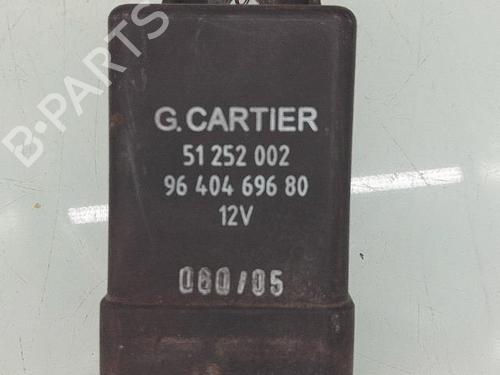 B-PARTS
G. CARTIER
51 252 002
96 404 696 80
12V
060/05